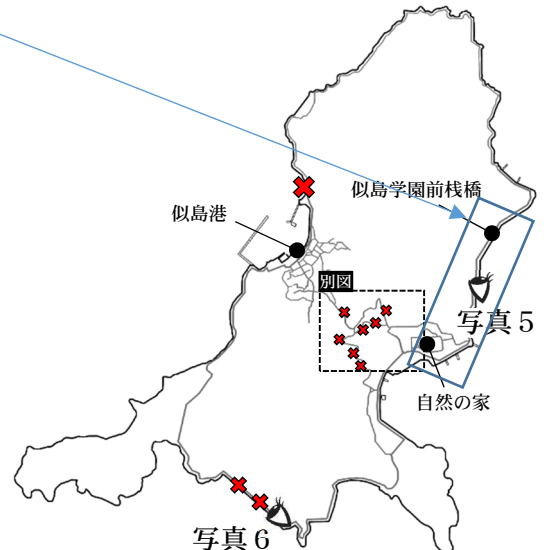 似島学園前桟橋
似島港
別図
写真５
自然の家
写真６